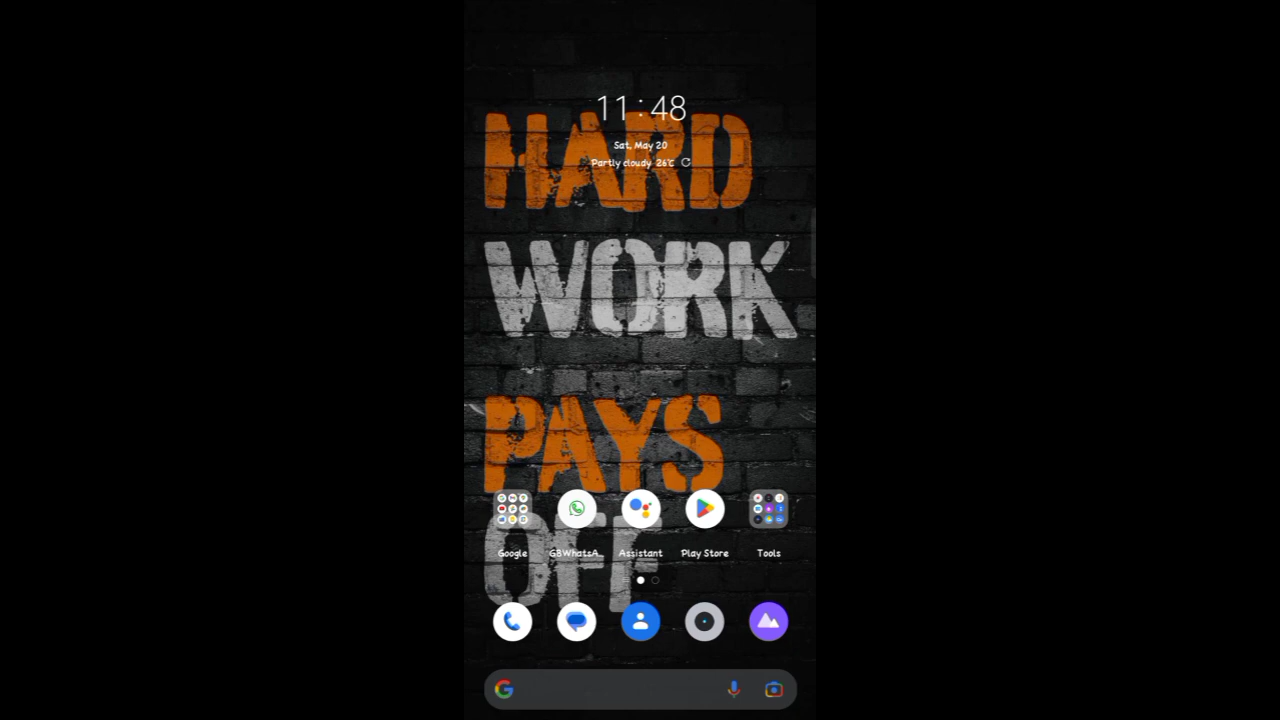 11:48
HARD
Sat, May 20
Partly cloudy 26°C
WORK
PAYS
OFF
Google GBWhatsA.. Assistant Play Store Tools